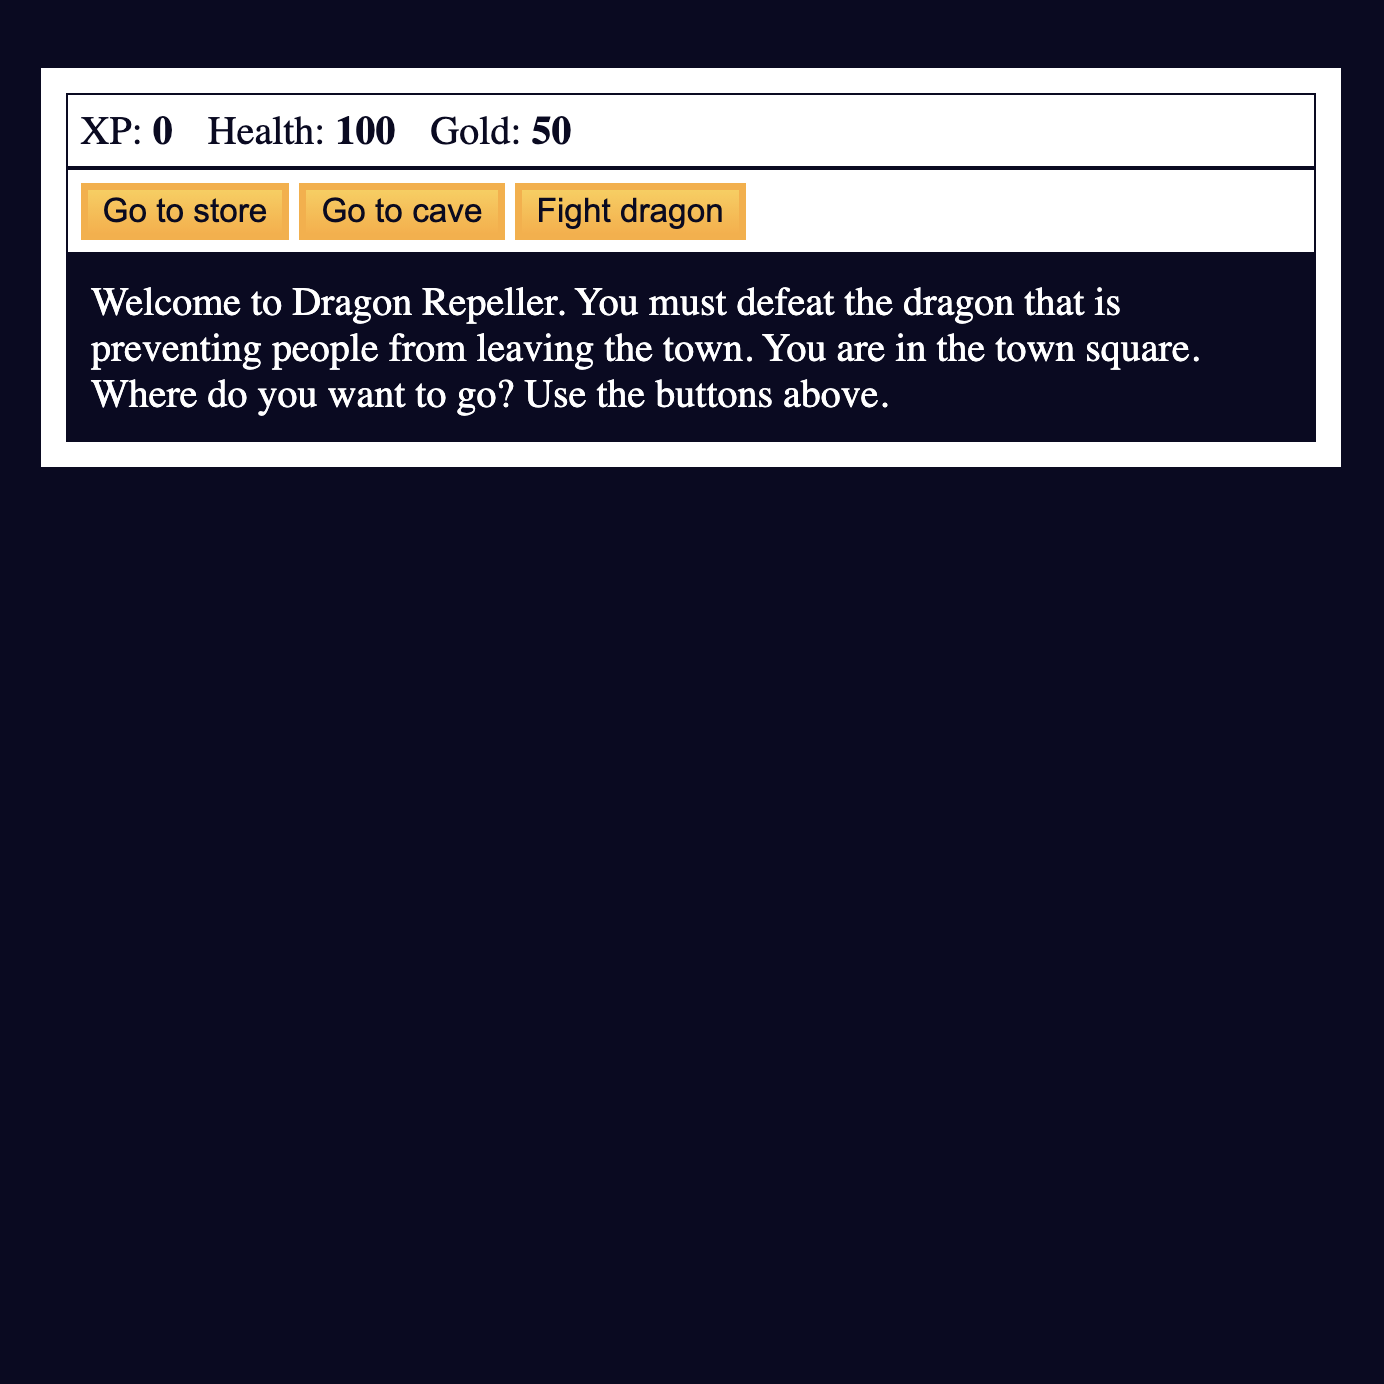 XP: 0 Health: 100 Gold: 50
Go to store Go to cave Fight dragon
Welcome to Dragon Repeller. You must defeat the dragon that is
preventing people from leaving the town. You are in the town square.
Where do you want to go? Use the buttons above.